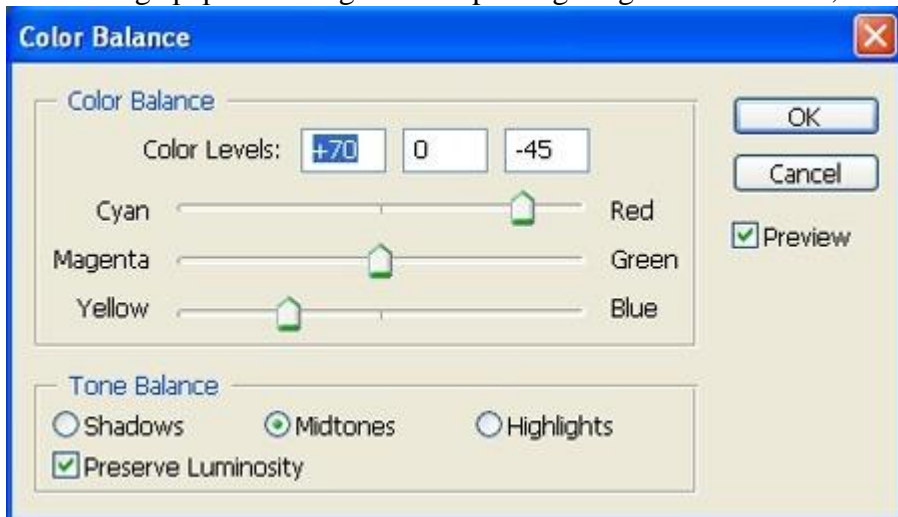 Color Balance
Color Balance
Color Levels: +70 0 -45
Cyan Red
Magenta Green
Yellow Blue
Tone Balance
Shadows Midtones Highlights
Preserve Luminosity
OK
Cancel
Preview